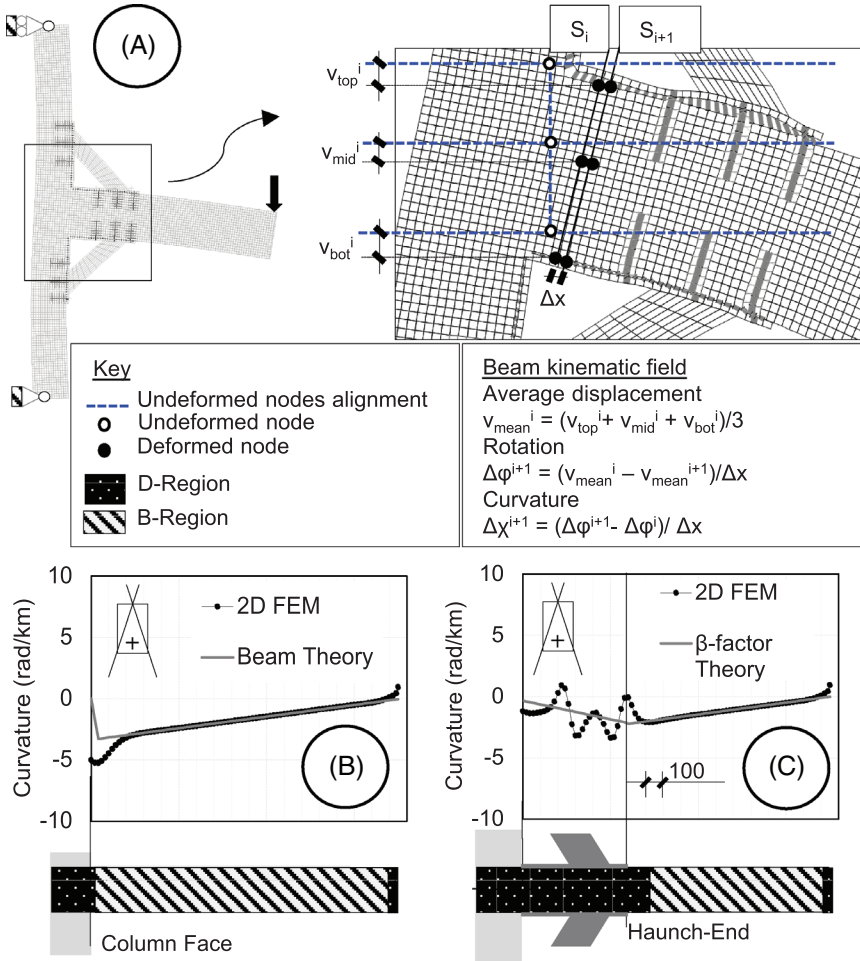 (A)
S_i
S_{i+1}
v_top^i
v_mid^i
v_bot^i
Δx
Key
Undeformed nodes alignment
Undeformed node
Deformed node
D-Region
B-Region
Beam kinematic field
Average displacement
v_mean^i = (v_top^i+ v_mid^i + v_bot^i)/3
Rotation
Δφ^{i+1} = (v_mean^i – v_mean^{i+1})/Δx
Curvature
Δχ^{i+1} = (Δφ^{i+1}- Δφ^i)/ Δx
Curvature (rad/km)
10
5
0
-5
-10
+
2D FEM
Beam Theory
(B)
Column Face
Curvature (rad/km)
10
5
0
-5
-10
+
2D FEM
β-factor
Theory
100
(C)
Haunch-End